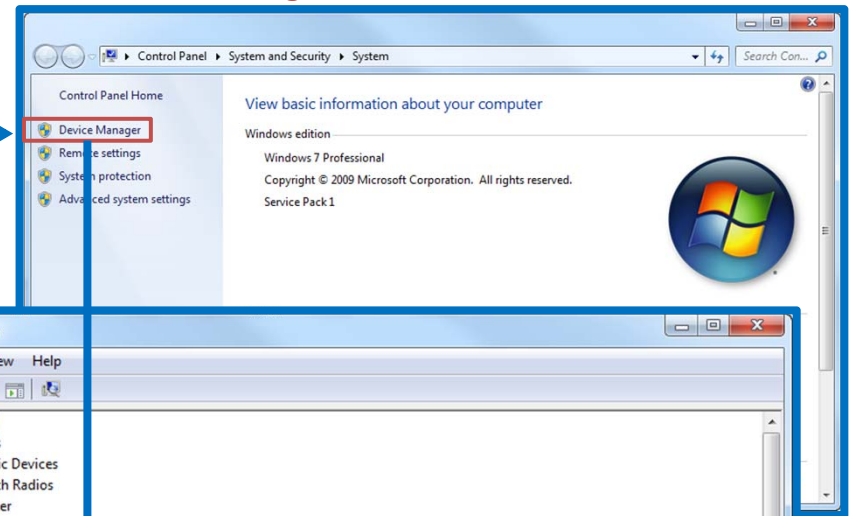 Control Panel ▸ System and Security ▸ System
Search Con...
Control Panel Home
Device Manager
Remote settings
System protection
Advanced system settings
View basic information about your computer
Windows edition
Windows 7 Professional
Copyright © 2009 Microsoft Corporation. All rights reserved.
Service Pack 1
Help
Devices
Radios